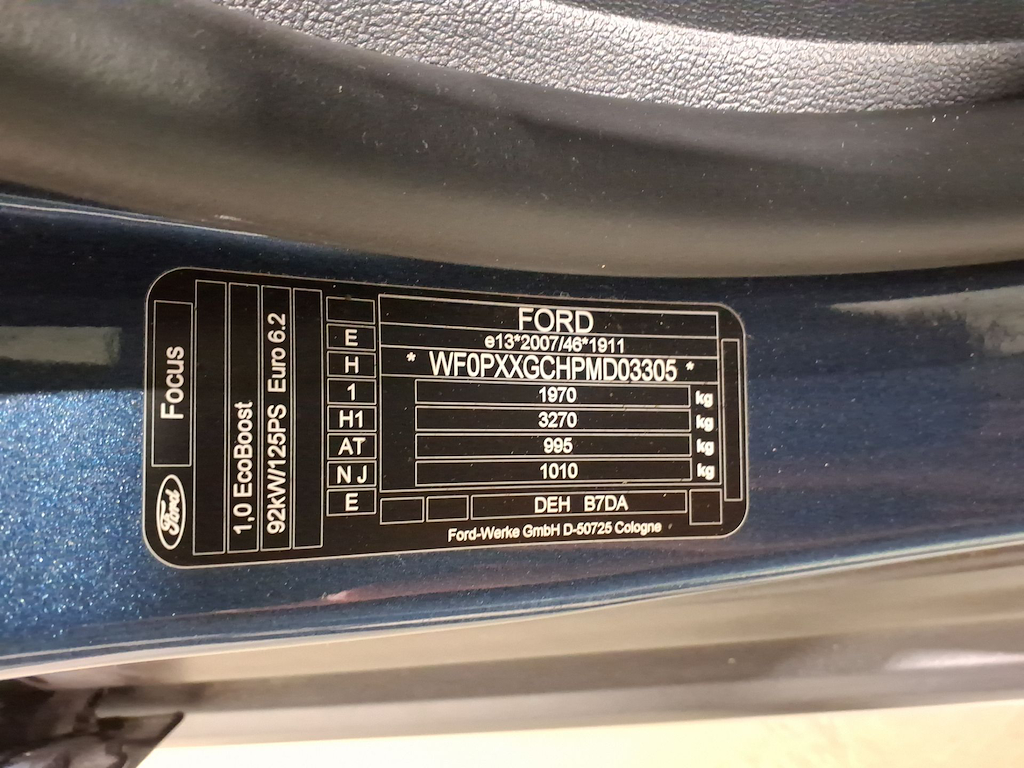 Ford
Focus
1,0 EcoBoost
92kW/125PS Euro 6.2
E
H
1
H1
AT
N J
E
FORD
e13*2007/46*1911
* WF0PXXGCHPMD03305 *
1970 kg
3270 kg
995 kg
1010 kg
DEH B7DA
Ford-Werke GmbH D-50725 Cologne